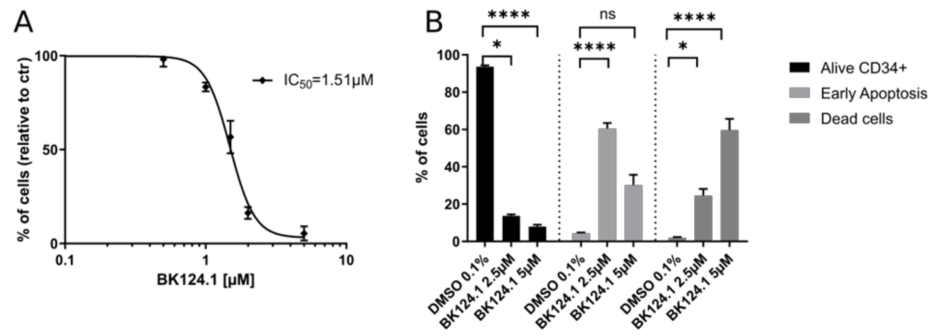 A
% of cells (relative to ctr)
100
50
0
0.1
1
10
BK124.1 [µM]
IC50=1.51µM
B
% of cells
100
80
60
40
20
0
****
*
ns
****
****
*
DMSO 0.1%
BK124.1 2.5µM
BK124.1 5µM
DMSO 0.1%
BK124.1 2.5µM
BK124.1 5µM
DMSO 0.1%
BK124.1 2.5µM
BK124.1 5µM
Alive CD34+
Early Apoptosis
Dead cells